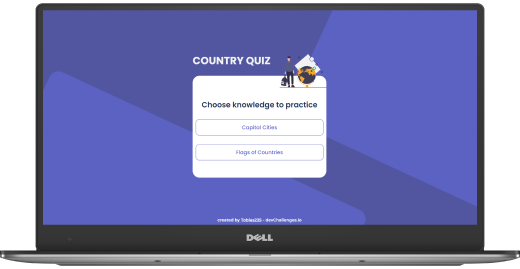 COUNTRY QUIZ
Choose knowledge to practice
Capital Cities
Flags of Countries
created by Tobias235 - devChallenges.io
DELL